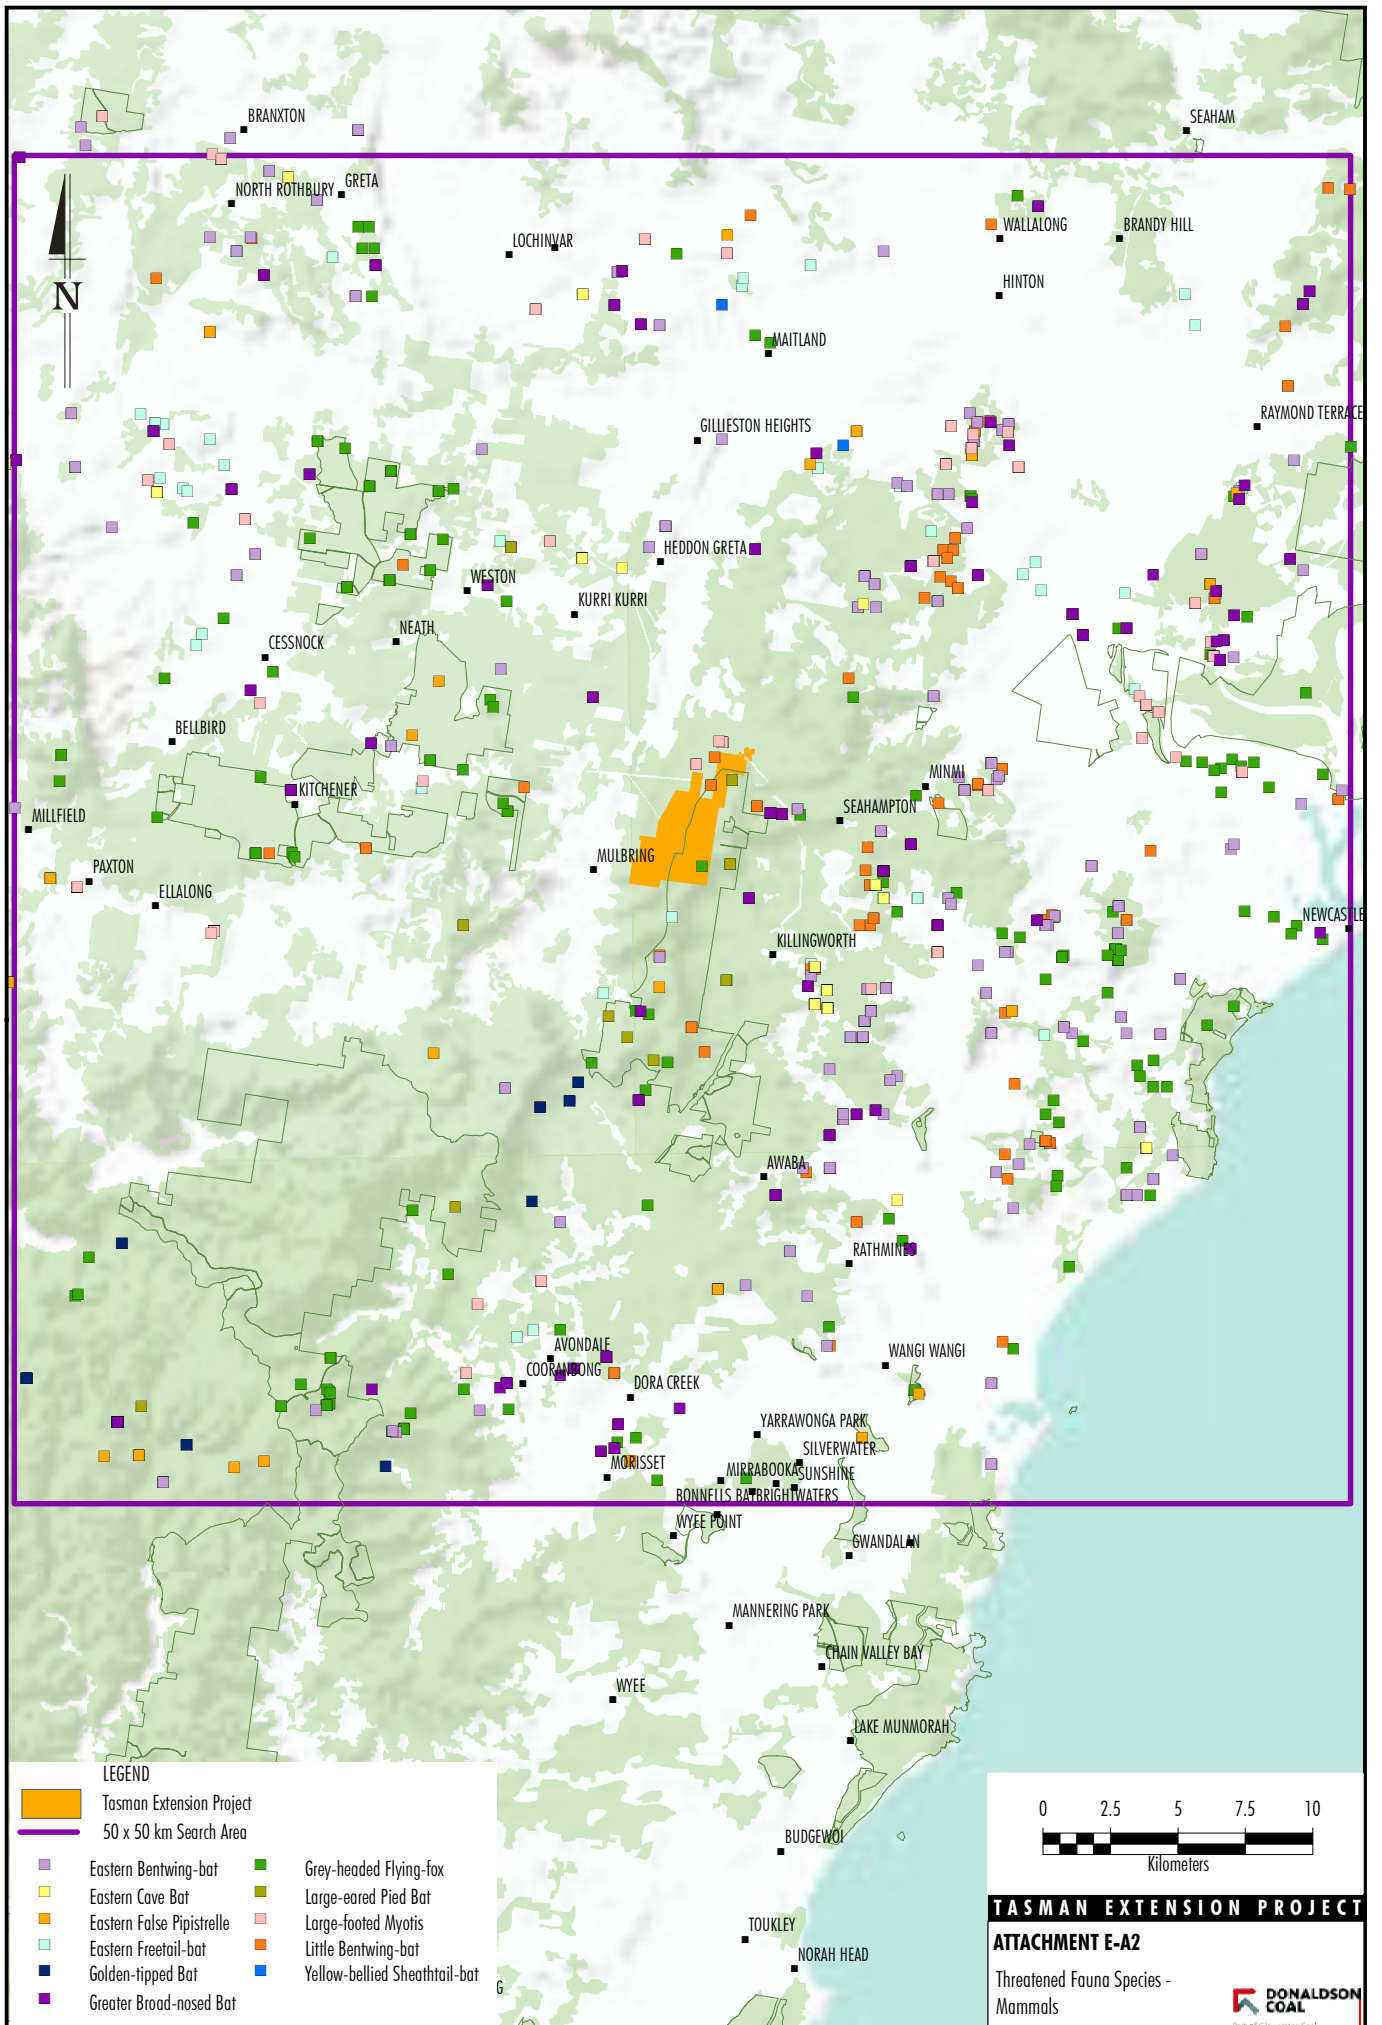 BRANXTON
SEAHAM
NORTH ROTHBURY
GRETA
LOCHINVAR
WALLALONG
BRANDY HILL
N
HINTON
MAITLAND
RAYMOND TERRACE
GILLIESTON HEIGHTS
HEDDON GRETA
WESTON
KURRI KURRI
NEATH
CESSNOCK
BELLBIRD
MINMI
KITCHENER
MILLFIELD
SEAHAMPTON
MULBRING
PAXTON
ELLALONG
NEWCASTLE
KILLINGWORTH
AWABA
RATHMINES
AVONDALE
WANGI WANGI
COORANBONG
DORA CREEK
YARRAWONGA PARK
SILVERWATER
MORISSET
MIRRABOOKA
SUNSHINE
BONNELLS BAY
BRIGHTWATERS
WYEE POINT
GWANDALAN
MANNERING PARK
CHAIN VALLEY BAY
WYEE
LAKE MUNMORAH
BUDGEWOI
TOUKLEY
NORAH HEAD
G
LEGEND
Tasman Extension Project
50 x 50 km Search Area
Eastern Bentwing-bat
Eastern Cave Bat
Eastern False Pipistrelle
Eastern Freetail-bat
Golden-tipped Bat
Greater Broad-nosed Bat
Grey-headed Flying-fox
Large-eared Pied Bat
Large-footed Myotis
Little Bentwing-bat
Yellow-bellied Sheathtail-bat
0 2.5 5 7.5 10
Kilometers
TASMAN EXTENSION PROJECT
ATTACHMENT E-A2
Threatened Fauna Species -
Mammals
DONALDSON
COAL